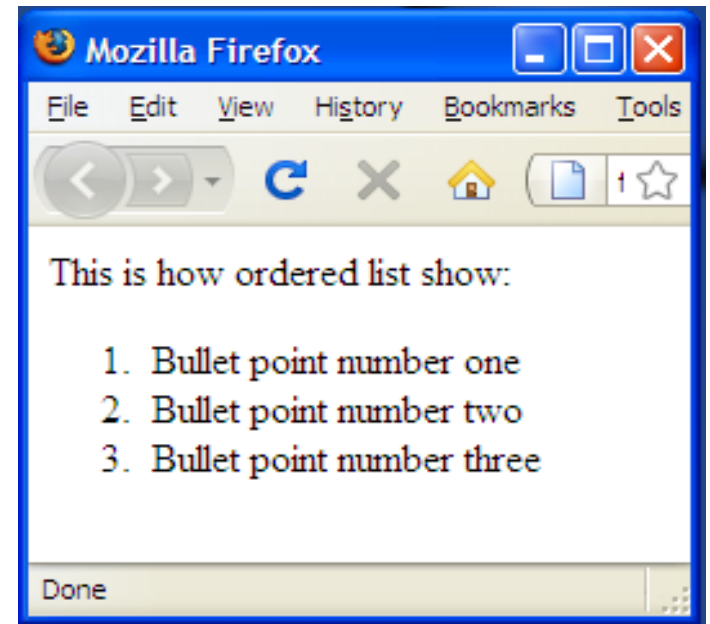 Mozilla Firefox
File Edit View History Bookmarks Tools
This is how ordered list show:
1. Bullet point number one
2. Bullet point number two
3. Bullet point number three
Done